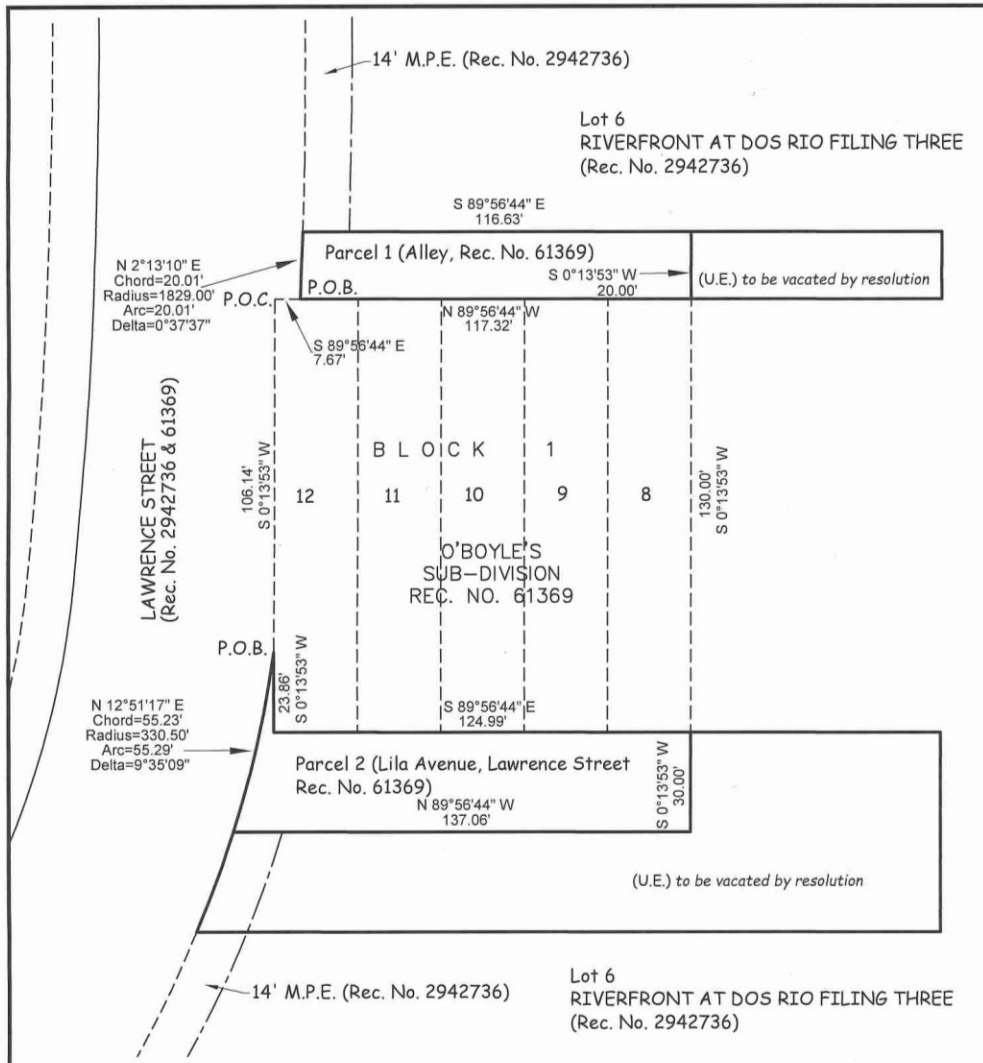 14' M.P.E. (Rec. No. 2942736)
Lot 6
RIVERFRONT AT DOS RIO FILING THREE
(Rec. No. 2942736)
S 89°56'44" E
116.63'
Parcel 1 (Alley, Rec. No. 61369)
S 0°13'53" W
20.00'
(U.E.) to be vacated by resolution
N 2°13'10" E
Chord=20.01'
Radius=1829.00'
Arc=20.01'
Delta=0°37'37"
P.O.C.
P.O.B.
N 89°56'44" W
117.32'
S 89°56'44" E
7.67'
LAWRENCE STREET
(Rec. No. 2942736 & 61369)
106.14'
S 0°13'53" W
BLOCK 1
12 11 10 9 8
130.00'
S 0°13'53" W
O'BOYLE'S
SUB-DIVISION
REC. NO. 61369
P.O.B.
23.86'
S 0°13'53" W
N 12°51'17" E
Chord=55.23'
Radius=330.50'
Arc=55.29'
Delta=9°35'09"
S 89°56'44" E
124.99'
Parcel 2 (Lila Avenue, Lawrence Street
Rec. No. 61369)
N 89°56'44" W
137.06'
S 0°13'53" W
30.00'
(U.E.) to be vacated by resolution
14' M.P.E. (Rec. No. 2942736)
Lot 6
RIVERFRONT AT DOS RIO FILING THREE
(Rec. No. 2942736)